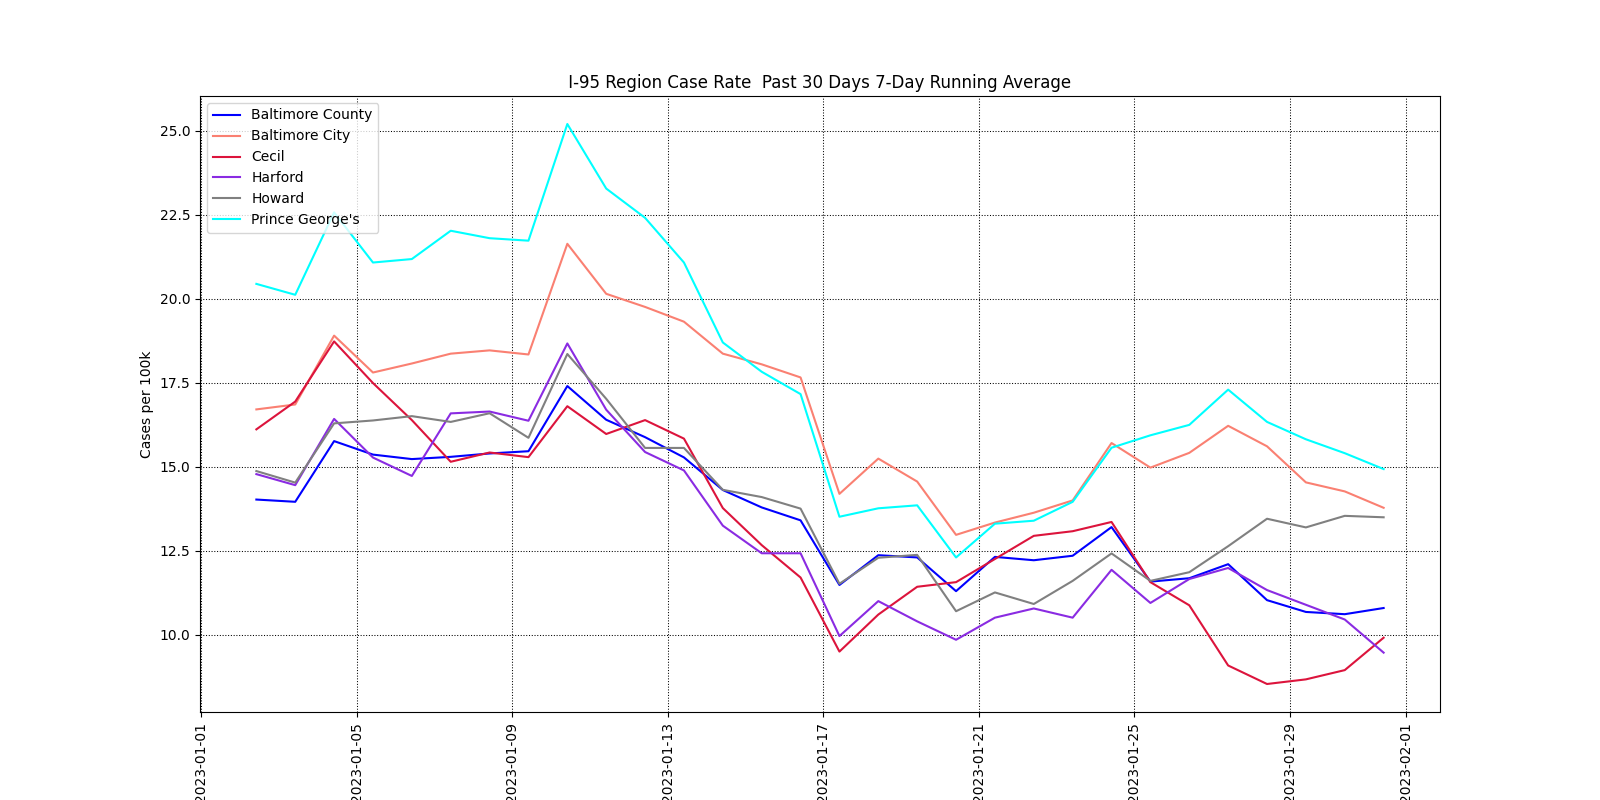 I-95 Region Case Rate  Past 30 Days 7-Day Running Average
Baltimore County
Baltimore City
Cecil
Harford
Howard
Prince George's
Cases per 100k
25.0
22.5
20.0
17.5
15.0
12.5
10.0
2023-01-01
2023-01-05
2023-01-09
2023-01-13
2023-01-17
2023-01-21
2023-01-25
2023-01-29
2023-02-01